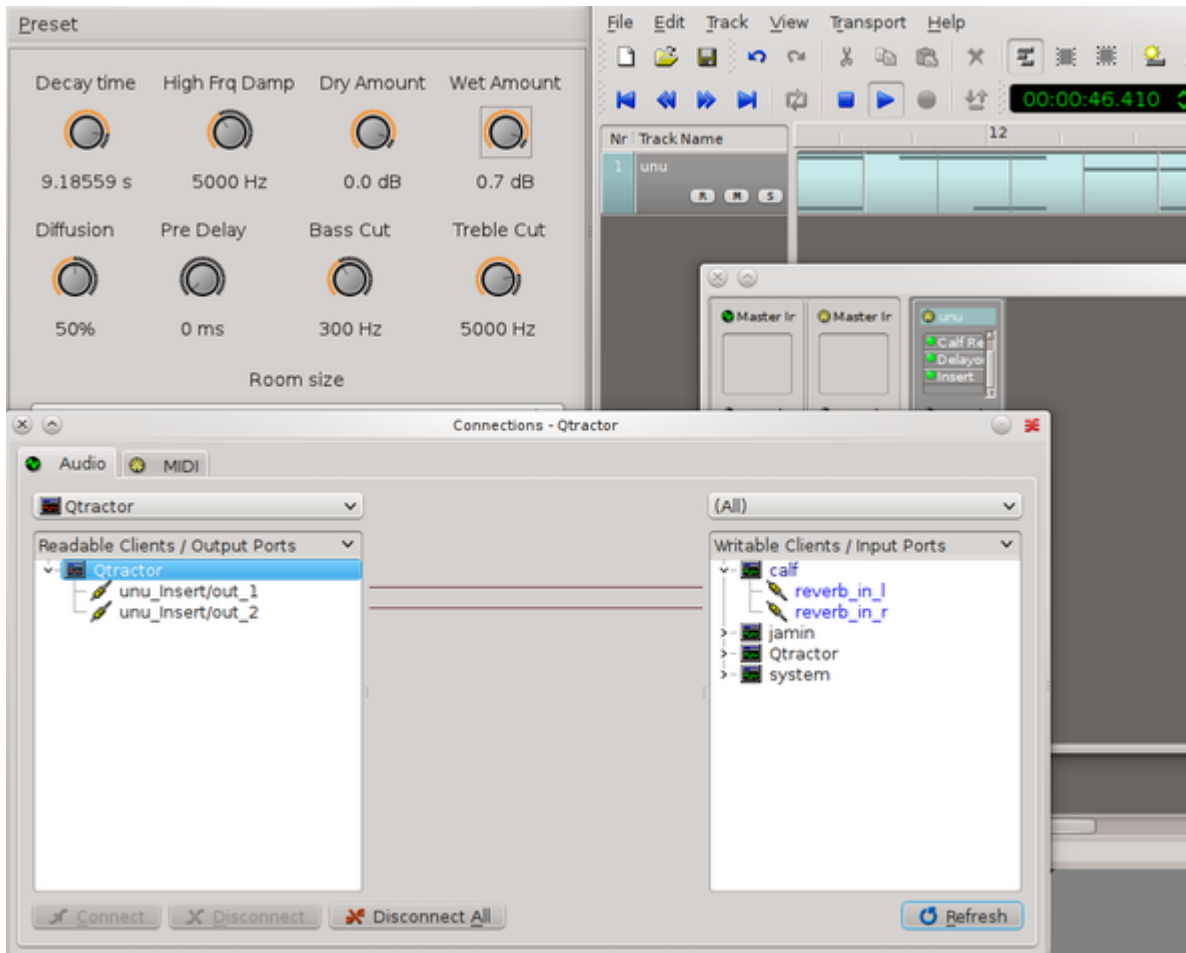 Preset
Decay time High Frq Damp Dry Amount Wet Amount
9.18559 s 5000 Hz 0.0 dB 0.7 dB
Diffusion Pre Delay Bass Cut Treble Cut
50% 0 ms 300 Hz 5000 Hz
Room size
File Edit Track View Transport Help
00:00:46.410
Nr Track Name
12
1 unu
R M S
Master Ir Master Ir unu
Calf Re
Delayo
Insert
Connections - Qtractor
Audio MIDI
Qtractor
(All)
Readable Clients / Output Ports
Qtractor
unu_Insert/out_1
unu_Insert/out_2
Writable Clients / Input Ports
calf
reverb_in_l
reverb_in_r
jamin
Qtractor
system
Connect Disconnect Disconnect All Refresh